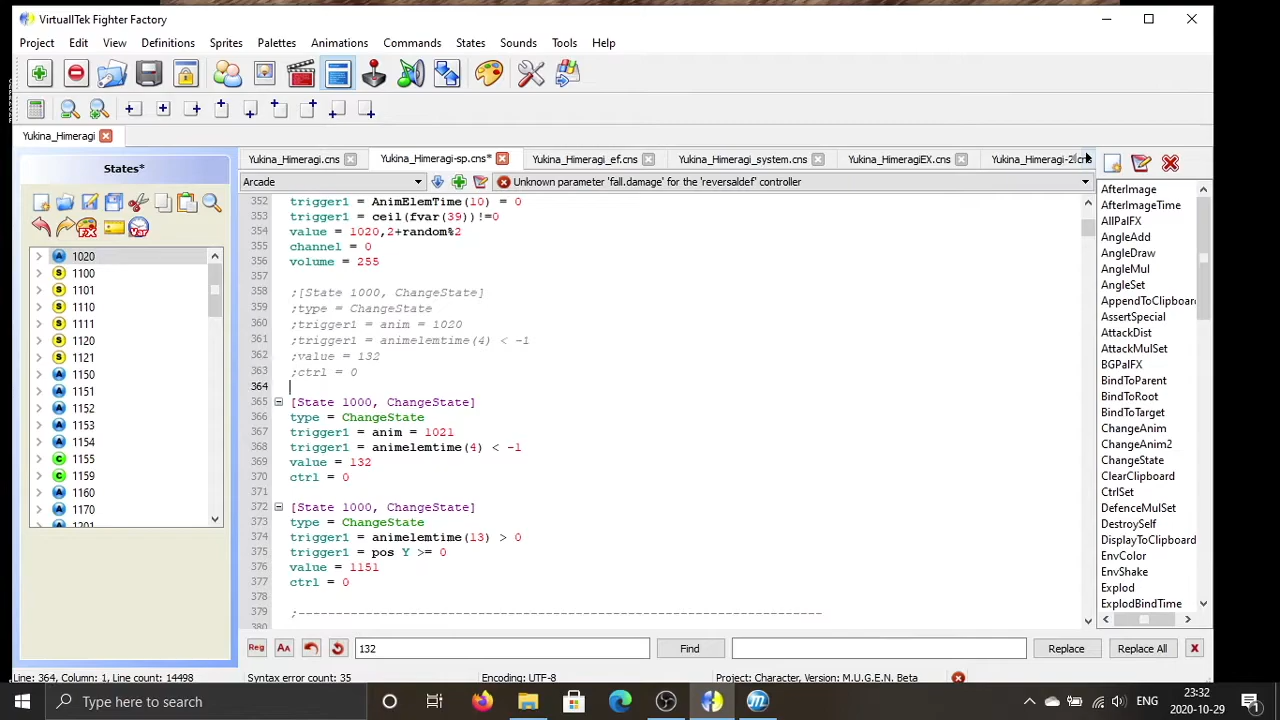 VirtuallTek Fighter Factory
Project Edit View Definitions Sprites Palettes Animations Commands States Sounds Tools Help
Yukina_Himeragi
States*
Yukina_Himeragi.cns Yukina_Himeragi-sp.cns* Yukina_Himeragi_ef.cns Yukina_Himeragi_system.cns Yukina_HimeragiEX.cns Yukina_Himeragi-2
Arcade Unknown parameter 'fall.damage' for the 'reversaldef' controller
1020
1100
1101
1110
1111
1120
1121
1150
1151
1152
1153
1154
1155
1159
1160
1170
1201
352 trigger1 = AnimElemTime(10) = 0
353 trigger1 = ceil(fvar(39))!=0
354 value = 1020,2+random%2
355 channel = 0
356 volume = 255
357
358 ;[State 1000, ChangeState]
359 ;type = ChangeState
360 ;trigger1 = anim = 1020
361 ;trigger1 = animelemtime(4) < -1
362 ;value = 132
363 ;ctrl = 0
364
365 [State 1000, ChangeState]
366 type = ChangeState
367 trigger1 = anim = 1021
368 trigger1 = animelemtime(4) < -1
369 value = 132
370 ctrl = 0
371
372 [State 1000, ChangeState]
373 type = ChangeState
374 trigger1 = animelemtime(13) > 0
375 trigger1 = pos Y >= 0
376 value = 1151
377 ctrl = 0
378
379 ;-----------------------------------------------------------------------
380
AfterImage
AfterImageTime
AllPalFX
AngleAdd
AngleDraw
AngleMul
AngleSet
AppendToClipboar
AssertSpecial
AttackDist
AttackMulSet
BGPalFX
BindToParent
BindToRoot
BindToTarget
ChangeAnim
ChangeAnim2
ChangeState
ClearClipboard
CtrlSet
DefenceMulSet
DestroySelf
DisplayToClipboard
EnvColor
EnvShake
Explod
ExplodBindTime
Reg AA 132 Find Replace Replace All
Line: 364, Column: 1, Line count: 14498 Syntax error count: 35 Encoding: UTF-8 Project: Character, Version: M.U.G.E.N. Beta
Type here to search ENG 23:32
2020-10-29 1